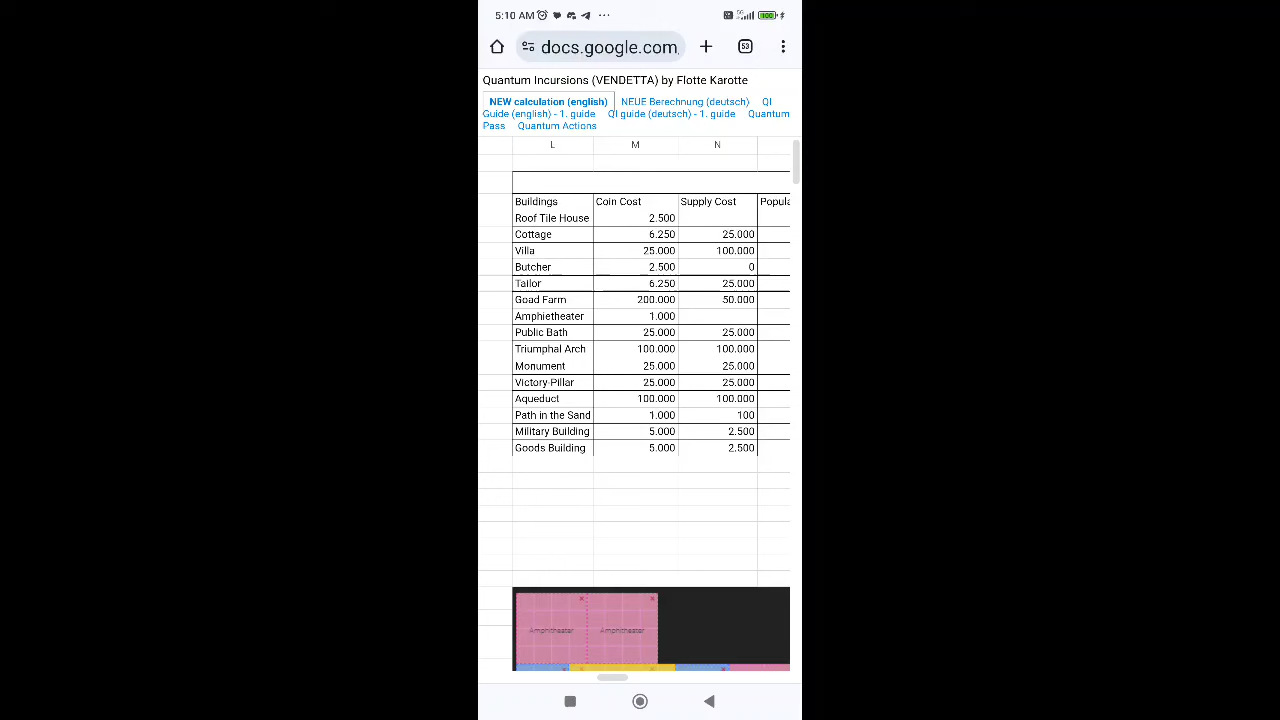 5:10 AM ...
5G 100
docs.google.com 53
Quantum Incursions (VENDETTA) by Flotte Karotte
NEW calculation (english) NEUE Berechnung (deutsch) QI
Guide (english) - 1. guide QI guide (deutsch) - 1. guide Quantum
Pass Quantum Actions
L M N
Buildings Coin Cost Supply Cost Popula
Roof Tile House 2.500
Cottage 6.250 25.000
Villa 25.000 100.000
Butcher 2.500 0
Tailor 6.250 25.000
Goad Farm 200.000 50.000
Amphietheater 1.000
Public Bath 25.000 25.000
Triumphal Arch 100.000 100.000
Monument 25.000 25.000
Victory-Pillar 25.000 25.000
Aqueduct 100.000 100.000
Path in the Sand 1.000 100
Military Building 5.000 2.500
Goods Building 5.000 2.500
Amphitheater Amphitheater